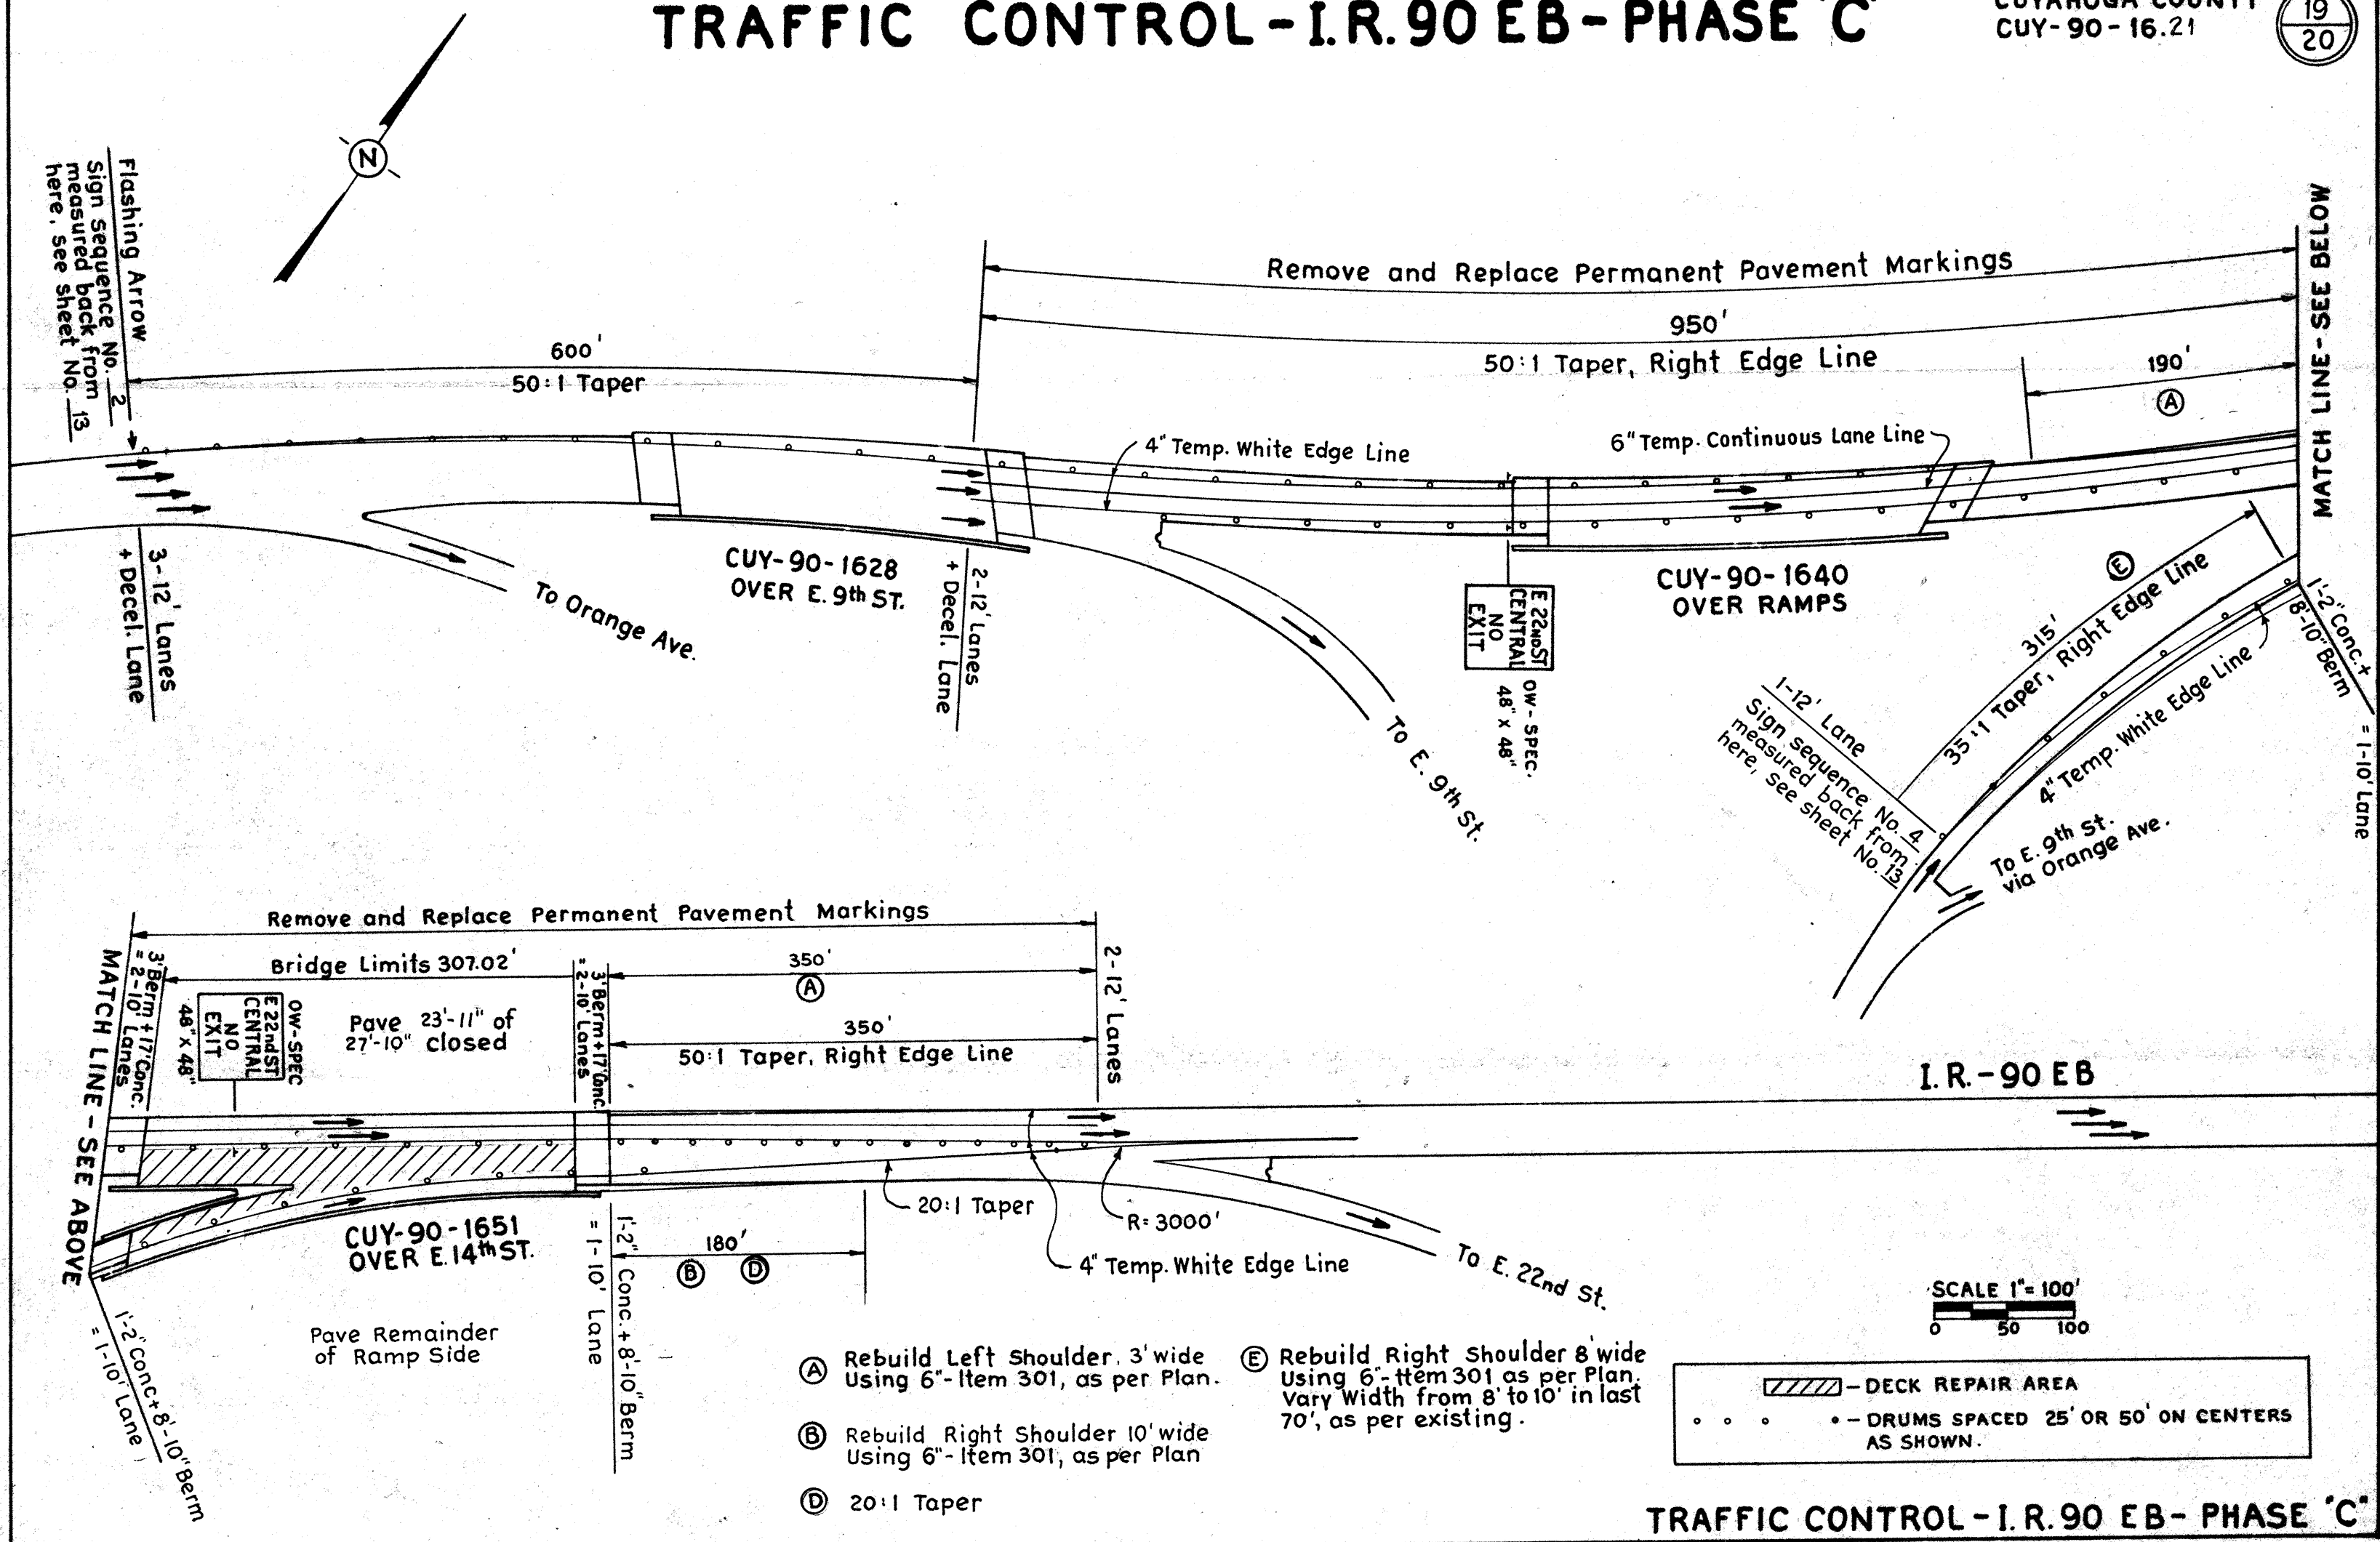 TRAFFIC CONTROL-I.R. 90 EB-PHASE "C"
CUYAHOGA COUNTY
CUY-90-16.21
19
20
N
Flashing Arrow
Sign sequence No. 2
measured back from
here, see sheet No. 13
600'
50:1 Taper
Remove and Replace Permanent Pavement Markings
950'
50:1 Taper, Right Edge Line
190'
A
MATCH LINE-SEE BELOW
4" Temp. White Edge Line
6" Temp. Continuous Lane Line
3-12' Lanes
+ Decel. Lane
To Orange Ave.
CUY-90-1628
OVER E. 9th ST.
2-12' Lanes
+ Decel. Lane
To E. 9th St.
E 22ND ST
CENTRAL
NO
EXIT
OW-SPEC.
48" x 48"
CUY-90-1640
OVER RAMPS
E
315'
35:1 Taper, Right Edge Line
1-12' Lane
Sign sequence No. 4
measured back from
here, see sheet No. 13
4" Temp. White Edge Line
To E. 9th St.
via Orange Ave.
1'-2" Conc.+
8'-10" Berm
= 1-10' Lane
Remove and Replace Permanent Pavement Markings
MATCH LINE-SEE ABOVE
3' Berm + 17' Conc.
= 2-10' Lanes
Bridge Limits 307.02'
3' Berm + 17' Conc.
= 2-10' Lanes
350'
A
350'
50:1 Taper, Right Edge Line
2-12' Lanes
OW-SPEC
E 22nd ST
CENTRAL
NO
EXIT
48" x 48"
Pave 23'-11" of
27'-10" closed
I.R.-90 EB
CUY-90-1651
OVER E. 14th ST.
20:1 Taper
R=3000'
4" Temp. White Edge Line
To E. 22nd St.
180'
B D
1'-2" Conc.+8'-10" Berm
= 1-10' Lane
1'-2" Conc+8'-10" Berm
= 1-10' Lane
Pave Remainder
of Ramp Side
A Rebuild Left Shoulder, 3' wide
Using 6"-Item 301, as per Plan.
B Rebuild Right Shoulder 10' wide
Using 6"-Item 301, as per Plan
D 20:1 Taper
E Rebuild Right Shoulder 8' wide
Using 6"-Item 301 as per Plan.
Vary Width from 8' to 10' in last
70', as per existing.
SCALE 1"=100'
0 50 100
- DECK REPAIR AREA
- DRUMS SPACED 25' OR 50' ON CENTERS
AS SHOWN.
TRAFFIC CONTROL-I.R. 90 EB-PHASE "C"